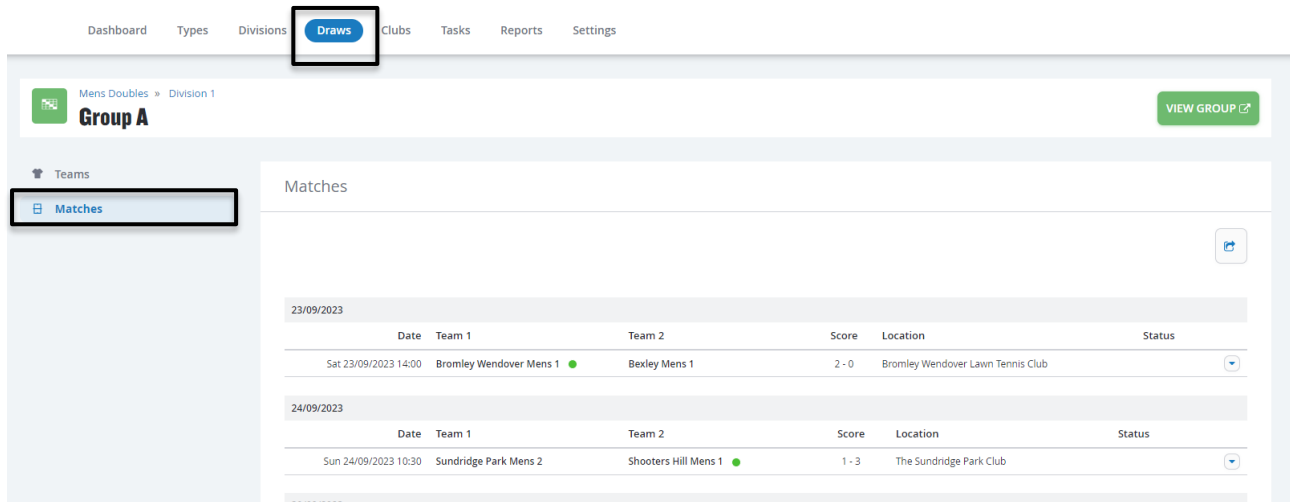 Dashboard Types Divisions Draws Clubs Tasks Reports Settings
Mens Doubles » Division 1
Group A
VIEW GROUP
Teams
Matches
Matches
23/09/2023
Date Team 1 Team 2 Score Location Status
Sat 23/09/2023 14:00 Bromley Wendover Mens 1 Bexley Mens 1 2 - 0 Bromley Wendover Lawn Tennis Club
24/09/2023
Date Team 1 Team 2 Score Location Status
Sun 24/09/2023 10:30 Sundridge Park Mens 2 Shooters Hill Mens 1 1 - 3 The Sundridge Park Club